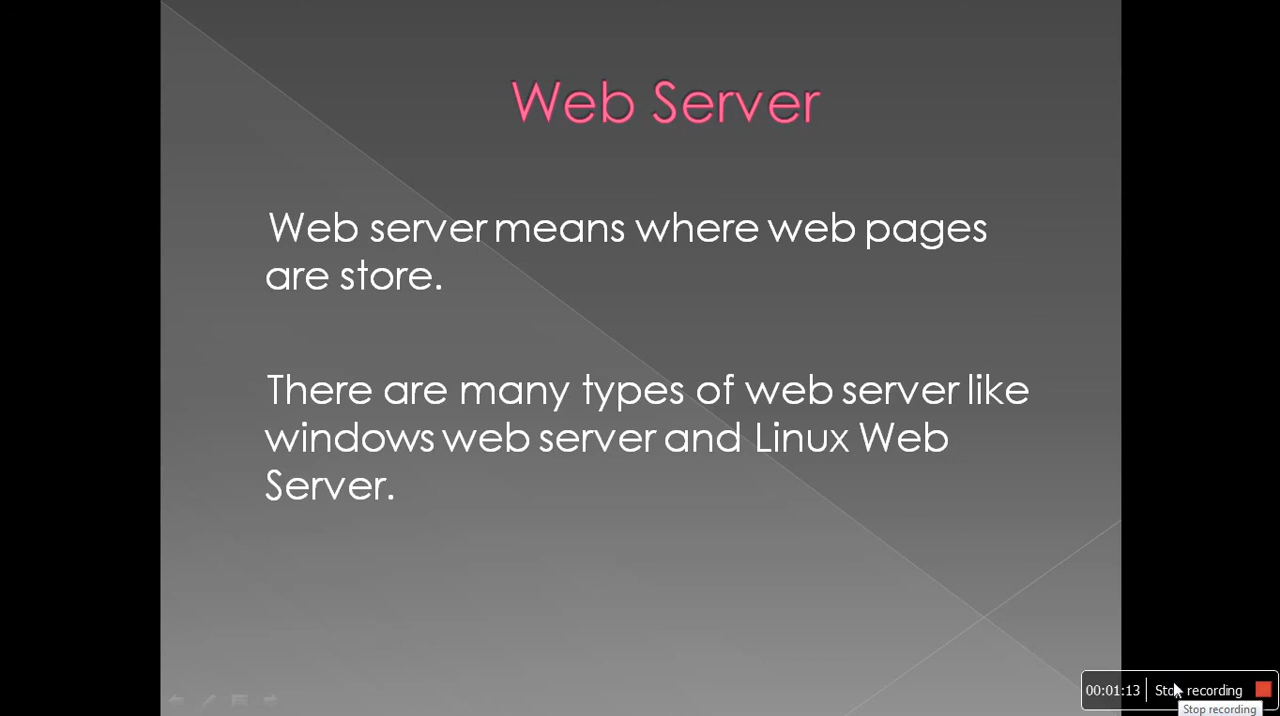 Web Server
Web server means where web pages
are store.
There are many types of web server like
windows web server and Linux Web
Server.
00:01:13 Stop recording
Stop recording